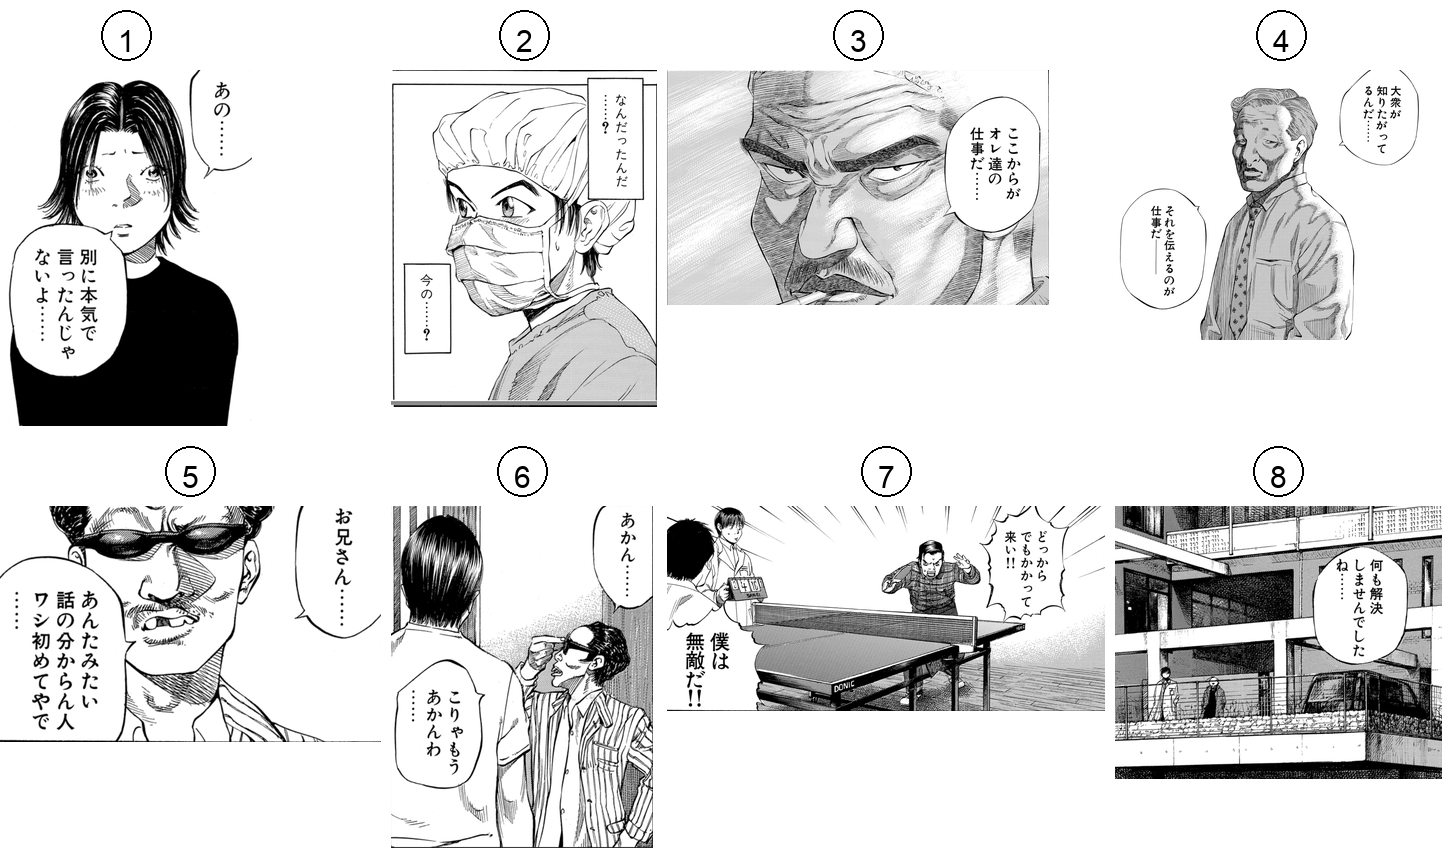 1
あの……
別に本気で
言ったんじゃ
ないよ……
2
なんだったんだ
……?
今の……?
3
ここからが
オレ達の
仕事だ……
4
大衆が
知りたがって
るんだ……
それを伝えるのが
仕事だ――
5
お兄さん……
あんたみたい
話の分からん人
ワシ初めてやで
……
6
あかん……
こりゃもう
あかんわ
……
7
どっから
でもかかって
来い!!
僕は
無敵だ!!
DONIC
8
何も解決
しませんでした
ね……